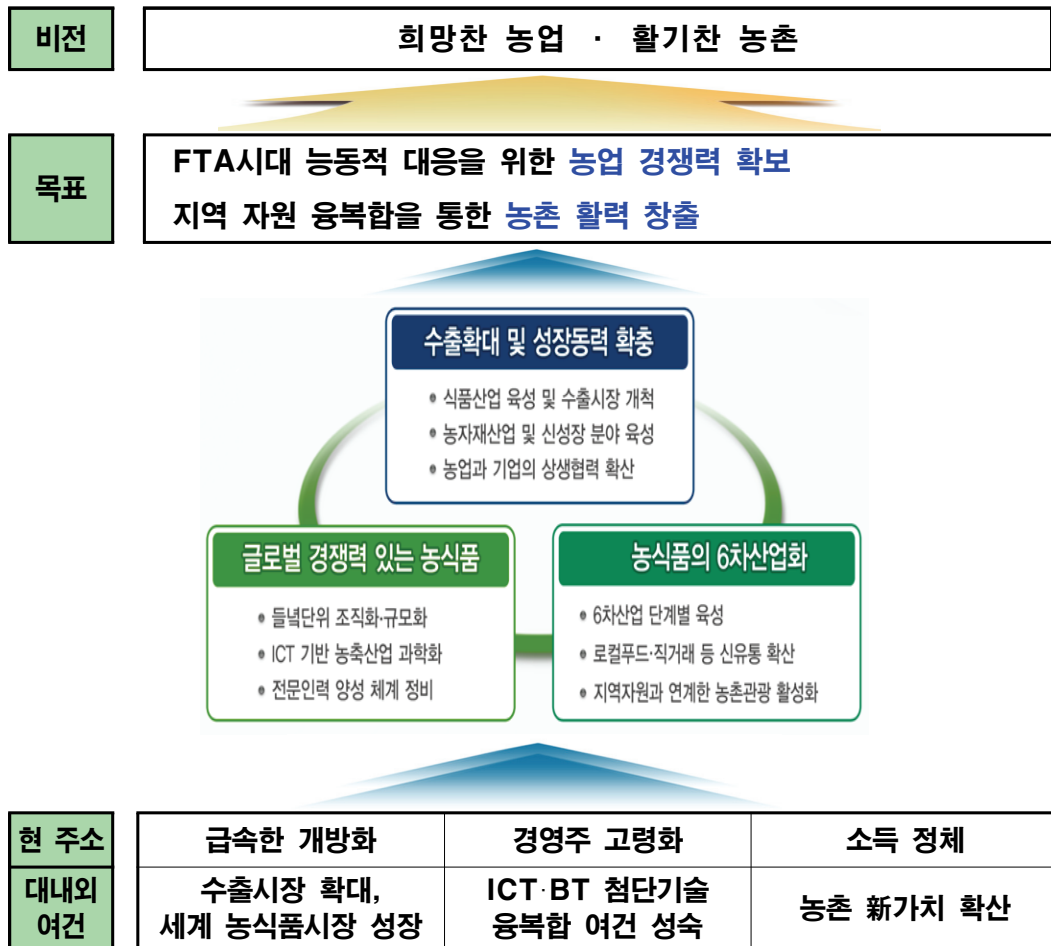 비전
희망찬 농업 · 활기찬 농촌
목표
FTA시대 능동적 대응을 위한 농업 경쟁력 확보
지역 자원 융복합을 통한 농촌 활력 창출
수출확대 및 성장동력 확충
• 식품산업 육성 및 수출시장 개척
• 농자재산업 및 신성장 분야 육성
• 농업과 기업의 상생협력 확산
글로벌 경쟁력 있는 농식품
• 들녘단위 조직화·규모화
• ICT 기반 농축산업 과학화
• 전문인력 양성 체계 정비
농식품의 6차산업화
• 6차산업 단계별 육성
• 로컬푸드·직거래 등 신유통 확산
• 지역자원과 연계한 농촌관광 활성화
현 주소
급속한 개방화
경영주 고령화
소득 정체
대내외
여건
수출시장 확대,
세계 농식품시장 성장
ICT·BT 첨단기술
융복합 여건 성숙
농촌 新가치 확산